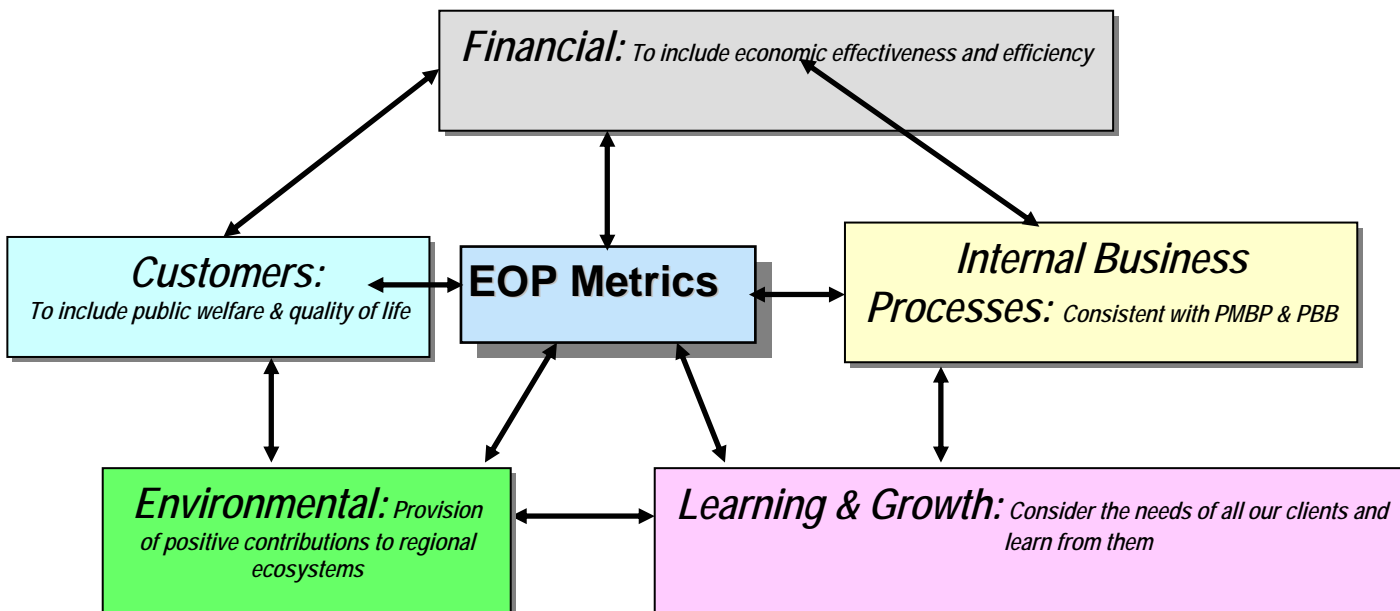 Financial: To include economic effectiveness and efficiency
Customers:
To include public welfare & quality of life
EOP Metrics
Internal Business
Processes: Consistent with PMBP & PBB
Environmental: Provision
of positive contributions to regional
ecosystems
Learning & Growth: Consider the needs of all our clients and
learn from them